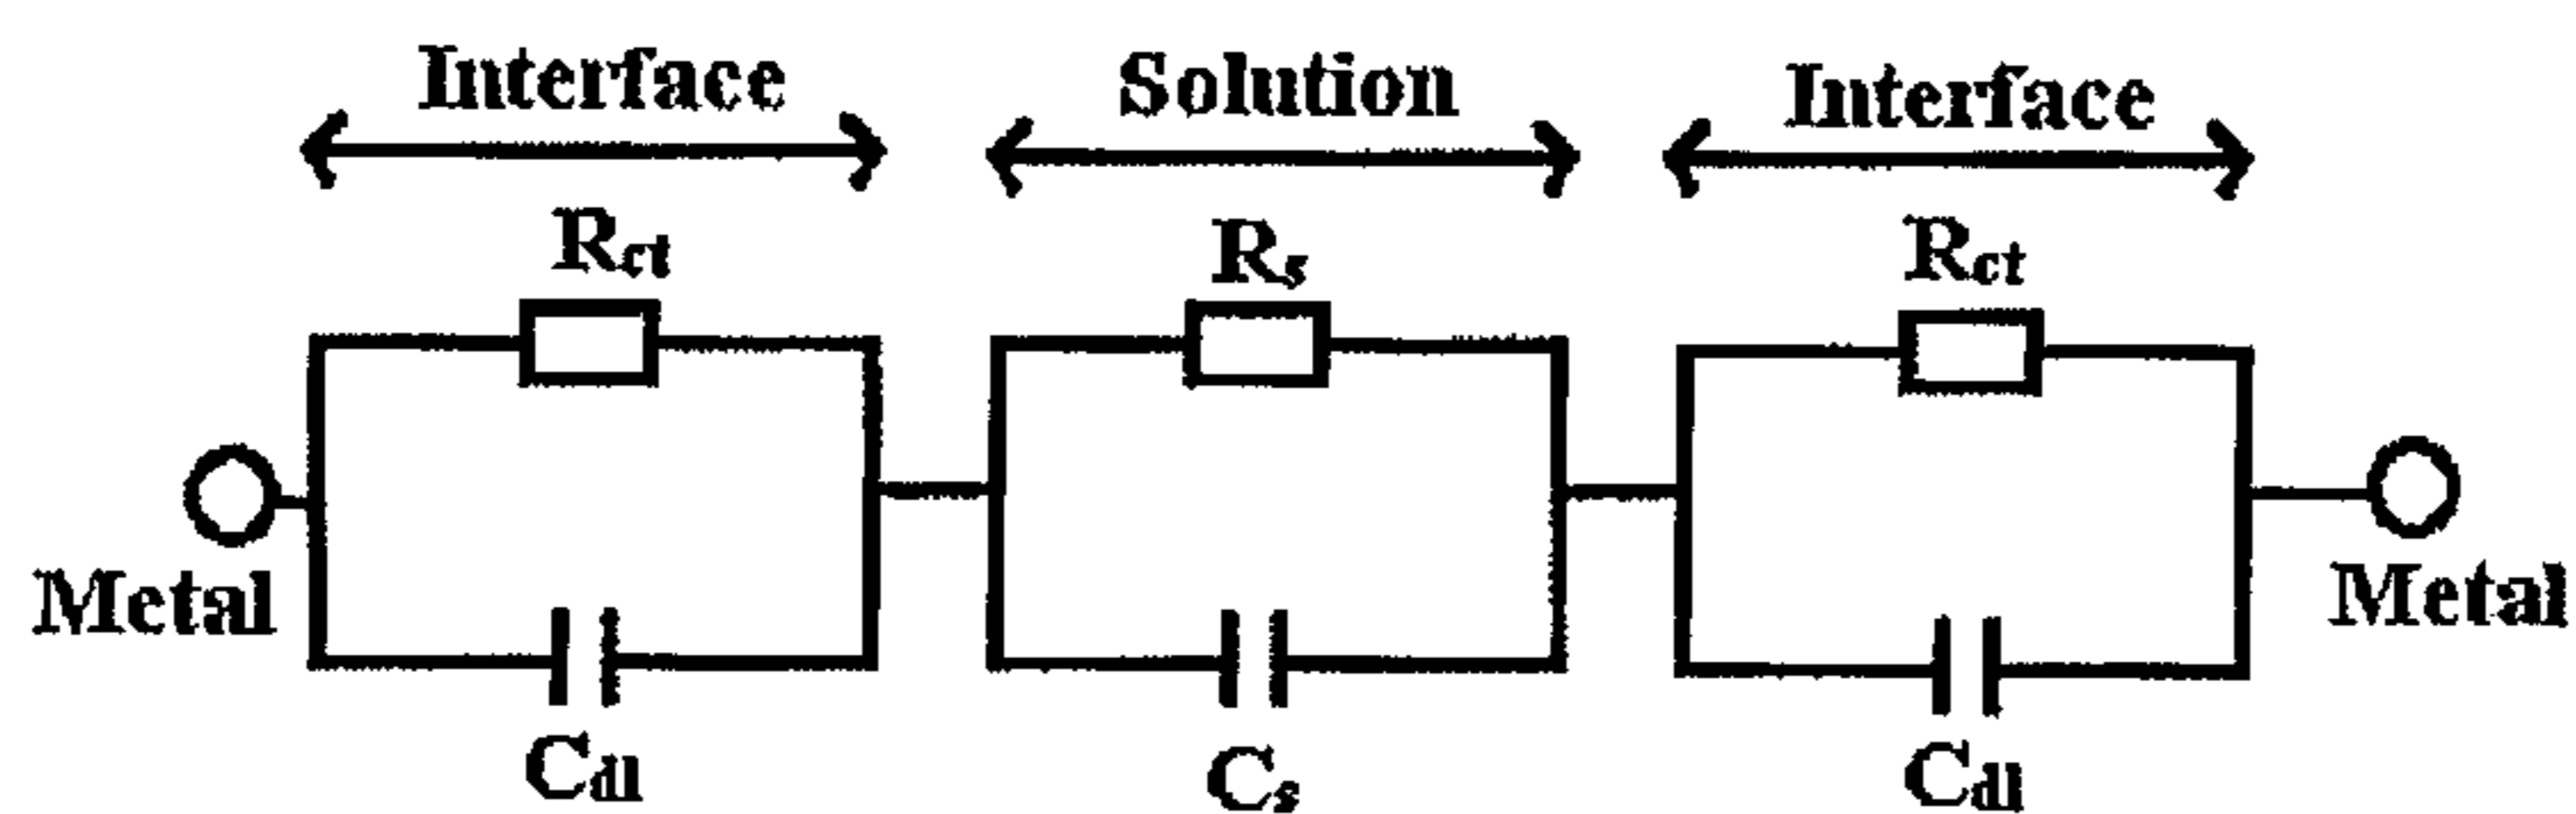 Interface Solution Interface
Rct Rs Rct
Metal Metal
Cdl Cs Cdl